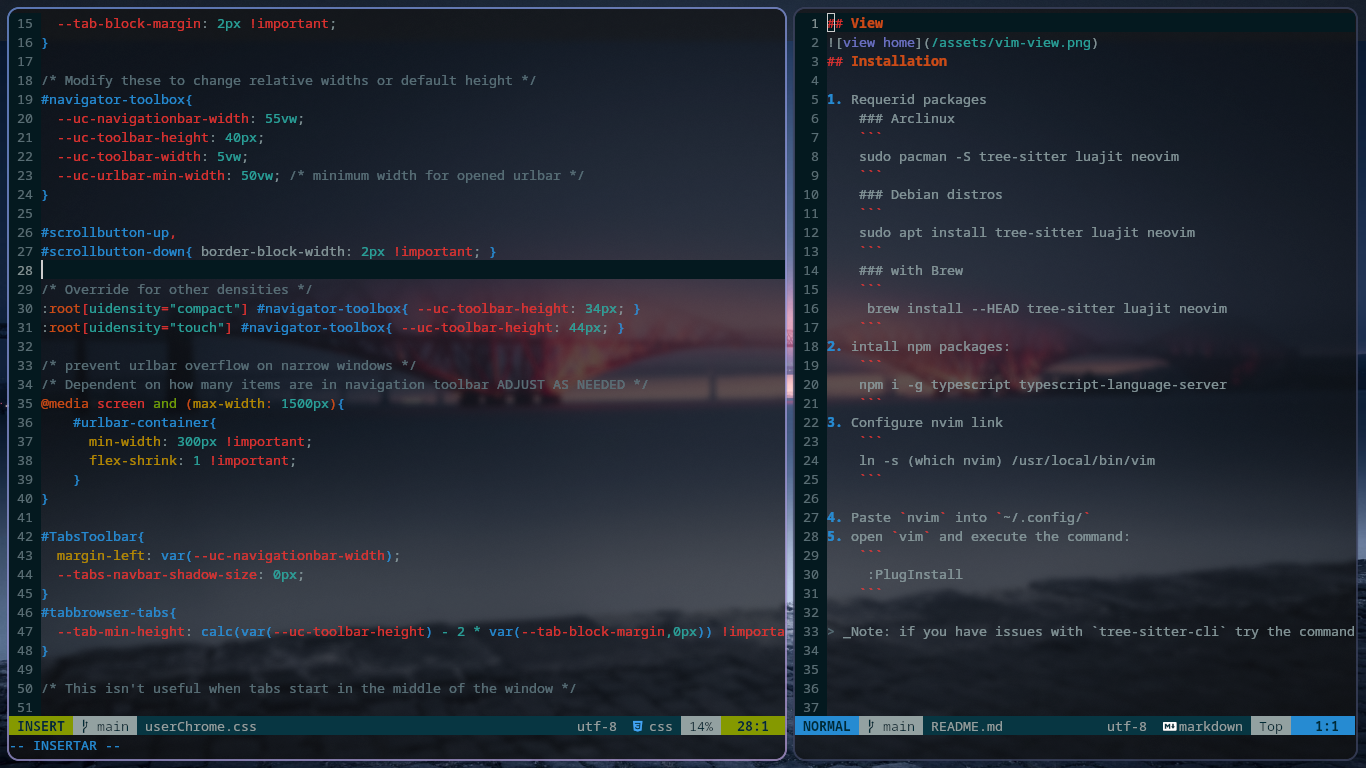 15   --tab-block-margin: 2px !important;
16 }
17
18 /* Modify these to change relative widths or default height */
19 #navigator-toolbox{
20   --uc-navigationbar-width: 55vw;
21   --uc-toolbar-height: 40px;
22   --uc-toolbar-width: 5vw;
23   --uc-urlbar-min-width: 50vw; /* minimum width for opened urlbar */
24 }
25
26 #scrollbutton-up,
27 #scrollbutton-down{ border-block-width: 2px !important; }
28
29 /* Override for other densities */
30 :root[uidensity="compact"] #navigator-toolbox{ --uc-toolbar-height: 34px; }
31 :root[uidensity="touch"] #navigator-toolbox{ --uc-toolbar-height: 44px; }
32
33 /* prevent urlbar overflow on narrow windows */
34 /* Dependent on how many items are in navigation toolbar ADJUST AS NEEDED */
35 @media screen and (max-width: 1500px){
36     #urlbar-container{
37       min-width: 300px !important;
38       flex-shrink: 1 !important;
39     }
40 }
41
42 #TabsToolbar{
43   margin-left: var(--uc-navigationbar-width);
44   --tabs-navbar-shadow-size: 0px;
45 }
46 #tabbrowser-tabs{
47   --tab-min-height: calc(var(--uc-toolbar-height) - 2 * var(--tab-block-margin,0px)) !importa
48 }
49
50 /* This isn't useful when tabs start in the middle of the window */
51
INSERT main userChrome.css utf-8 css 14% 28:1
-- INSERTAR --
1 ## View
2 ![view home](/assets/vim-view.png)
3 ## Installation
4
5 1. Requerid packages
6     ### Arclinux
7     ```
8     sudo pacman -S tree-sitter luajit neovim
9     ```
10     ### Debian distros
11     ```
12     sudo apt install tree-sitter luajit neovim
13     ```
14     ### with Brew
15     ```
16      brew install --HEAD tree-sitter luajit neovim
17     ```
18 2. intall npm packages:
19     ```
20     npm i -g typescript typescript-language-server
21     ```
22 3. Configure nvim link
23     ```
24     ln -s (which nvim) /usr/local/bin/vim
25     ```
26
27 4. Paste `nvim` into `~/.config/`
28 5. open `vim` and execute the command:
29     ```
30      :PlugInstall
31     ```
32
33 > _Note: if you have issues with `tree-sitter-cli` try the command
34
35
36
37
NORMAL main README.md utf-8 markdown Top 1:1